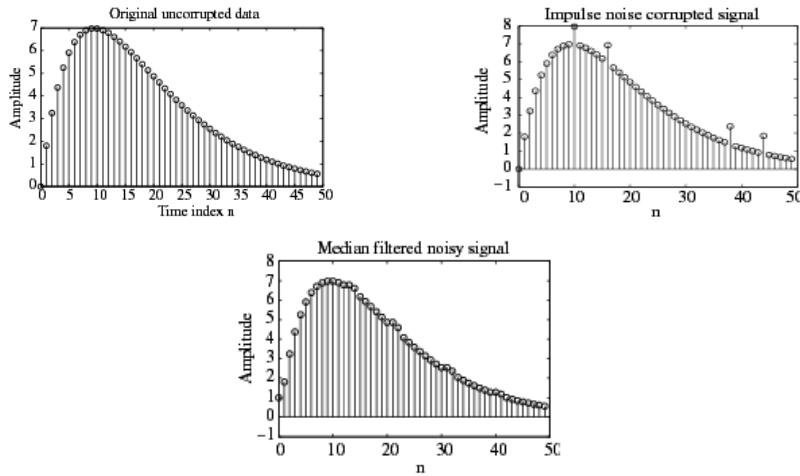 Original uncorrupted data
7
6
5
4
3
2
1
0
Amplitude
0 5 10 15 20 25 30 35 40 45 50
Time index n
Impulse noise corrupted signal
8
7
6
5
4
3
2
1
0
−1
Amplitude
0 10 20 30 40 50
n
Median filtered noisy signal
8
7
6
5
4
3
2
1
0
−1
Amplitude
0 10 20 30 40 50
n